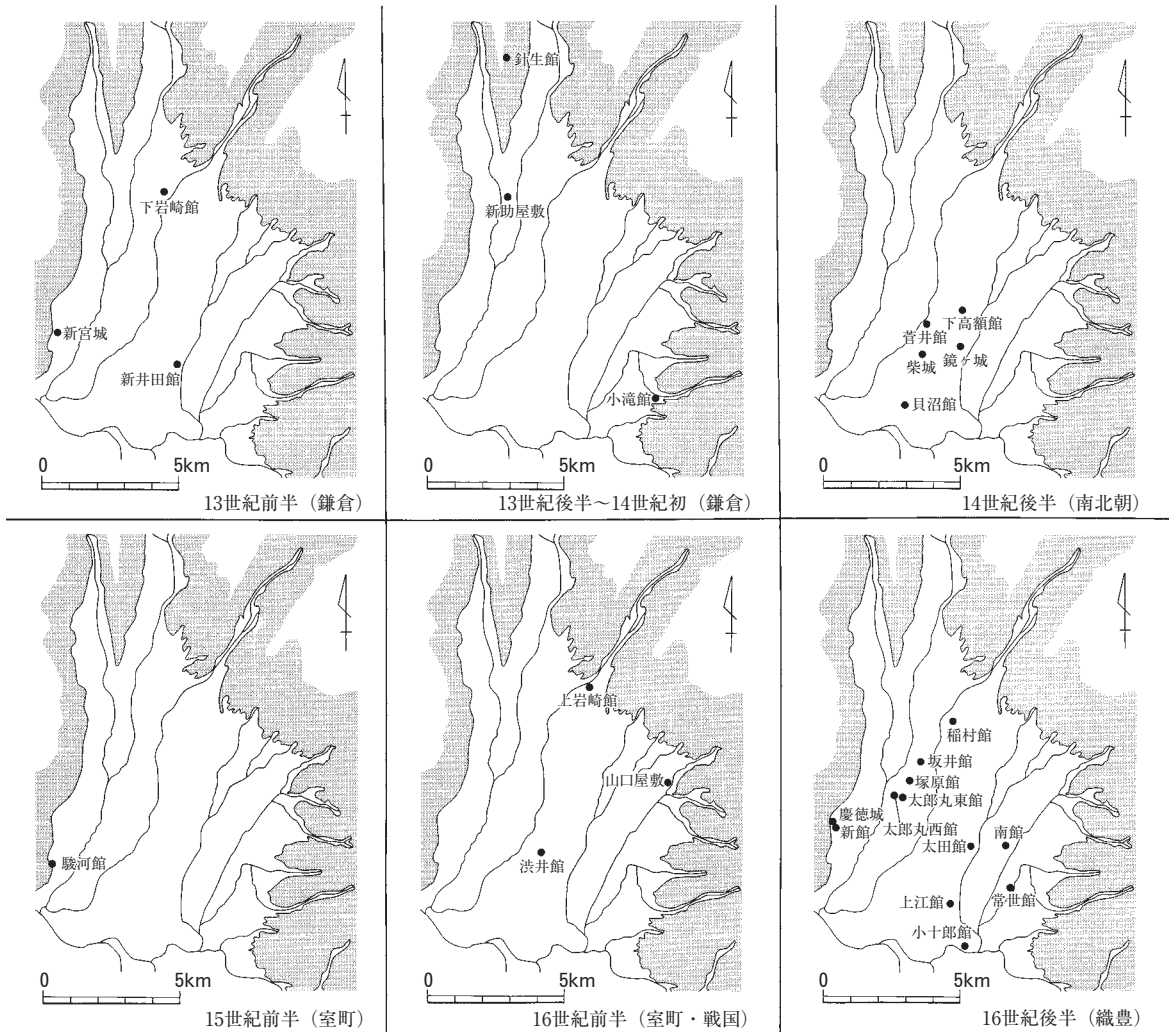 下岩崎館
新宮城
新井田館
0 5km
13世紀前半（鎌倉）
針生館
新助屋敷
小滝館
0 5km
13世紀後半～14世紀初（鎌倉）
下高額館
菅井館
鏡ヶ城
柴城
貝沼館
0 5km
14世紀後半（南北朝）
駿河館
0 5km
15世紀前半（室町）
上岩崎館
山口屋敷
渋井館
0 5km
16世紀前半（室町・戦国）
稲村館
坂井館
塚原館
太郎丸東館
慶徳城
新館
太郎丸西館
南館
太田館
常世館
上江館
小十郎館
0 5km
16世紀後半（織豊）